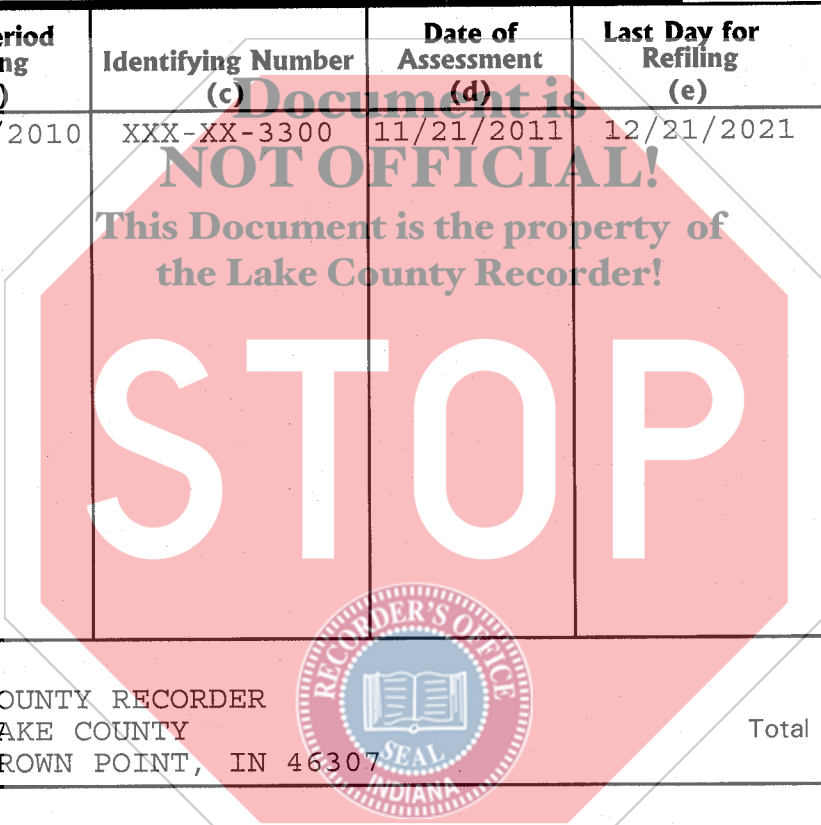 eriod
ng
)
Identifying Number
(c)
Date of
Assessment
(d)
Last Day for
Refiling
(e)
/2010 XXX-XX-3300 11/21/2011 12/21/2021
Document is
NOT OFFICIAL!
This Document is the property of
the Lake County Recorder!
STOP
RECORDER'S OFFICE
SEAL
INDIANA
OUNTY RECORDER
AKE COUNTY
ROWN POINT, IN 46307
Total